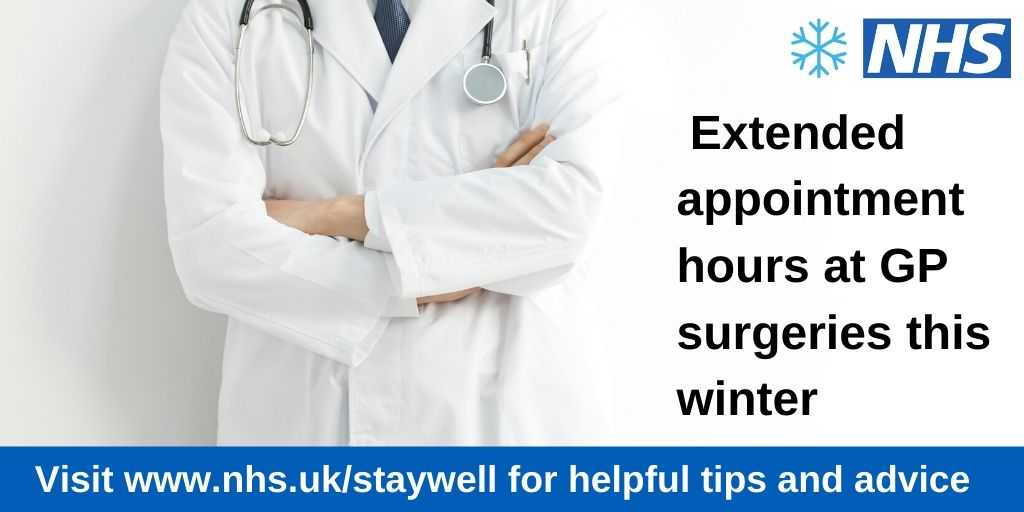 NHS
Extended
appointment
hours at GP
surgeries this
winter
Visit www.nhs.uk/staywell for helpful tips and advice